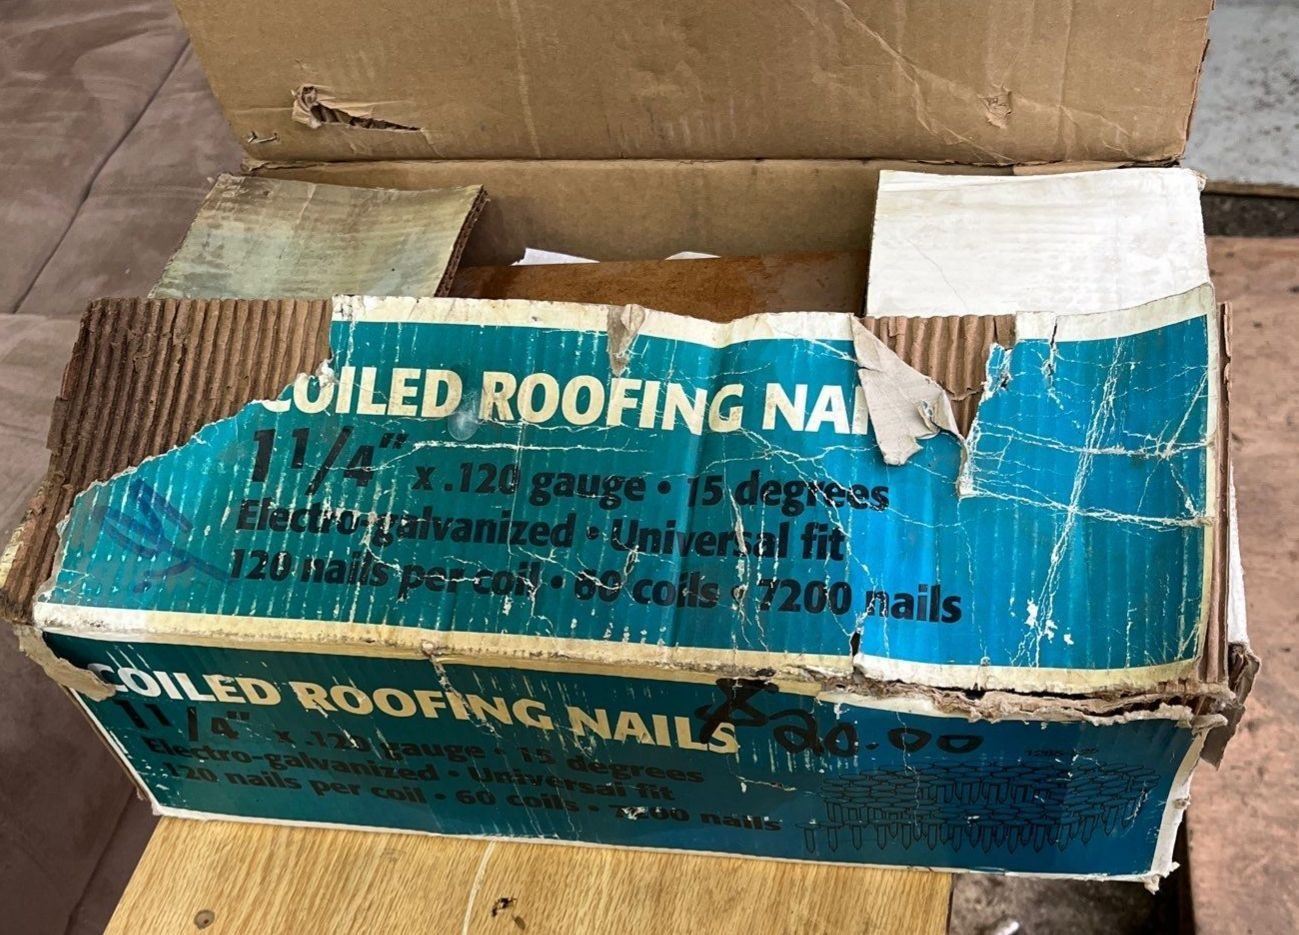 COILED ROOFING NAI
1 1/4" x .120 gauge • 15 degrees
Electro-galvanized • Universal fit
120 nails per coil • 60 coils • 7200 nails
COILED ROOFING NAILS
$20.00
1 1/4" x .120 gauge • 15 degrees
Electro-galvanized • Universal fit
120 nails per coil • 60 coils • 7200 nails